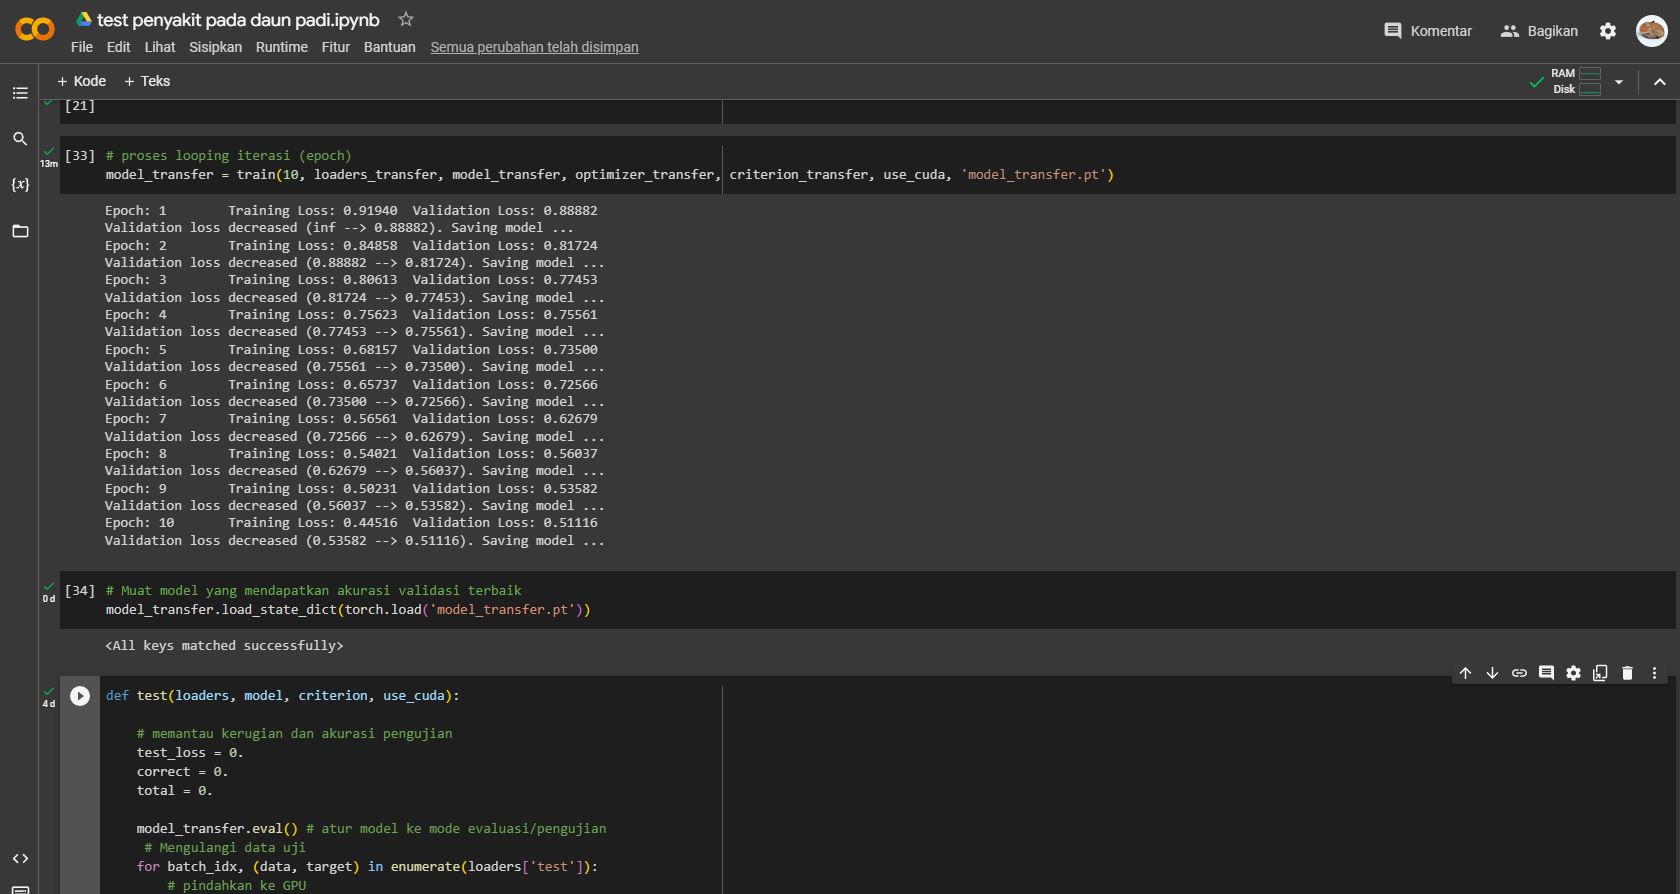 test penyakit pada daun padi.ipynb
File Edit Lihat Sisipkan Runtime Fitur Bantuan Semua perubahan telah disimpan
Komentar Bagikan
+ Kode + Teks
RAM
Disk
[21]
13m
[33] # proses looping iterasi (epoch)
model_transfer = train(10, loaders_transfer, model_transfer, optimizer_transfer, criterion_transfer, use_cuda, 'model_transfer.pt')
Epoch: 1 Training Loss: 0.91940 Validation Loss: 0.88882
Validation loss decreased (inf --> 0.88882). Saving model ...
Epoch: 2 Training Loss: 0.84858 Validation Loss: 0.81724
Validation loss decreased (0.88882 --> 0.81724). Saving model ...
Epoch: 3 Training Loss: 0.80613 Validation Loss: 0.77453
Validation loss decreased (0.81724 --> 0.77453). Saving model ...
Epoch: 4 Training Loss: 0.75623 Validation Loss: 0.75561
Validation loss decreased (0.77453 --> 0.75561). Saving model ...
Epoch: 5 Training Loss: 0.68157 Validation Loss: 0.73500
Validation loss decreased (0.75561 --> 0.73500). Saving model ...
Epoch: 6 Training Loss: 0.65737 Validation Loss: 0.72566
Validation loss decreased (0.73500 --> 0.72566). Saving model ...
Epoch: 7 Training Loss: 0.56561 Validation Loss: 0.62679
Validation loss decreased (0.72566 --> 0.62679). Saving model ...
Epoch: 8 Training Loss: 0.54021 Validation Loss: 0.56037
Validation loss decreased (0.62679 --> 0.56037). Saving model ...
Epoch: 9 Training Loss: 0.50231 Validation Loss: 0.53582
Validation loss decreased (0.56037 --> 0.53582). Saving model ...
Epoch: 10 Training Loss: 0.44516 Validation Loss: 0.51116
Validation loss decreased (0.53582 --> 0.51116). Saving model ...
0 d
[34] # Muat model yang mendapatkan akurasi validasi terbaik
model_transfer.load_state_dict(torch.load('model_transfer.pt'))
<All keys matched successfully>
4 d
def test(loaders, model, criterion, use_cuda):
# memantau kerugian dan akurasi pengujian
test_loss = 0.
correct = 0.
total = 0.
model_transfer.eval() # atur model ke mode evaluasi/pengujian
# Mengulangi data uji
for batch_idx, (data, target) in enumerate(loaders['test']):
# pindahkan ke GPU